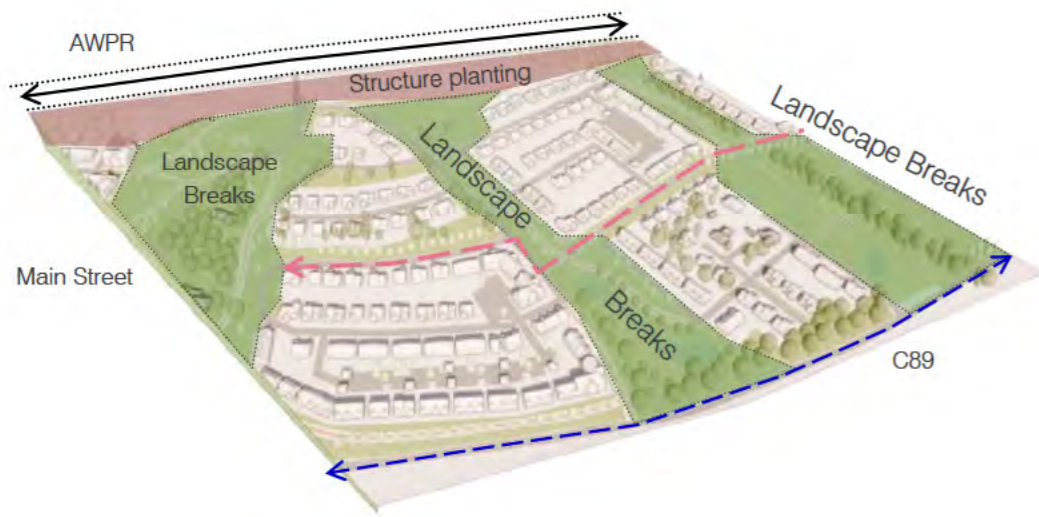 AWPR
Structure planting
Landscape Breaks
Landscape
Breaks
Landscape
Breaks
Main Street
C89